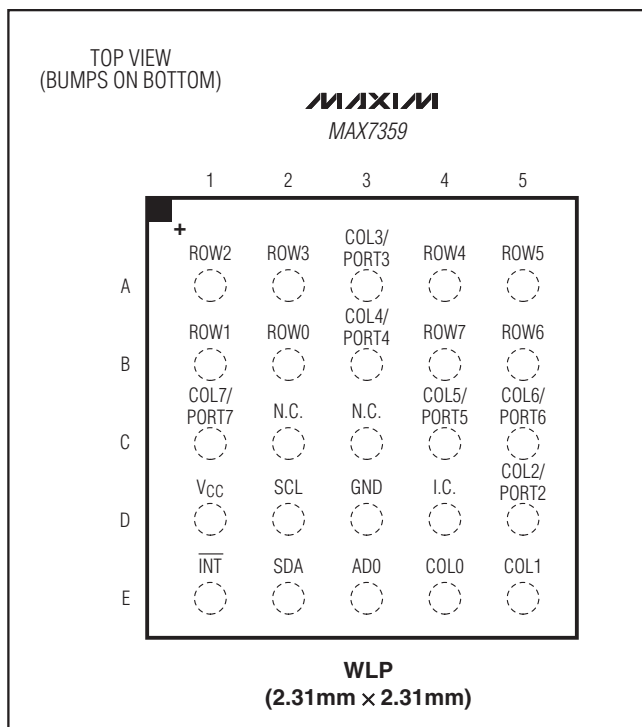 TOP VIEW
(BUMPS ON BOTTOM)
MAXIM
MAX7359
1 2 3 4 5
+
ROW2 ROW3 COL3/
PORT3 ROW4 ROW5
A
ROW1 ROW0 COL4/
PORT4 ROW7 ROW6
B
COL7/
PORT7 N.C. N.C. COL5/
PORT5 COL6/
PORT6
C
VCC SCL GND I.C. COL2/
PORT2
D
INT SDA AD0 COL0 COL1
E
WLP
(2.31mm × 2.31mm)